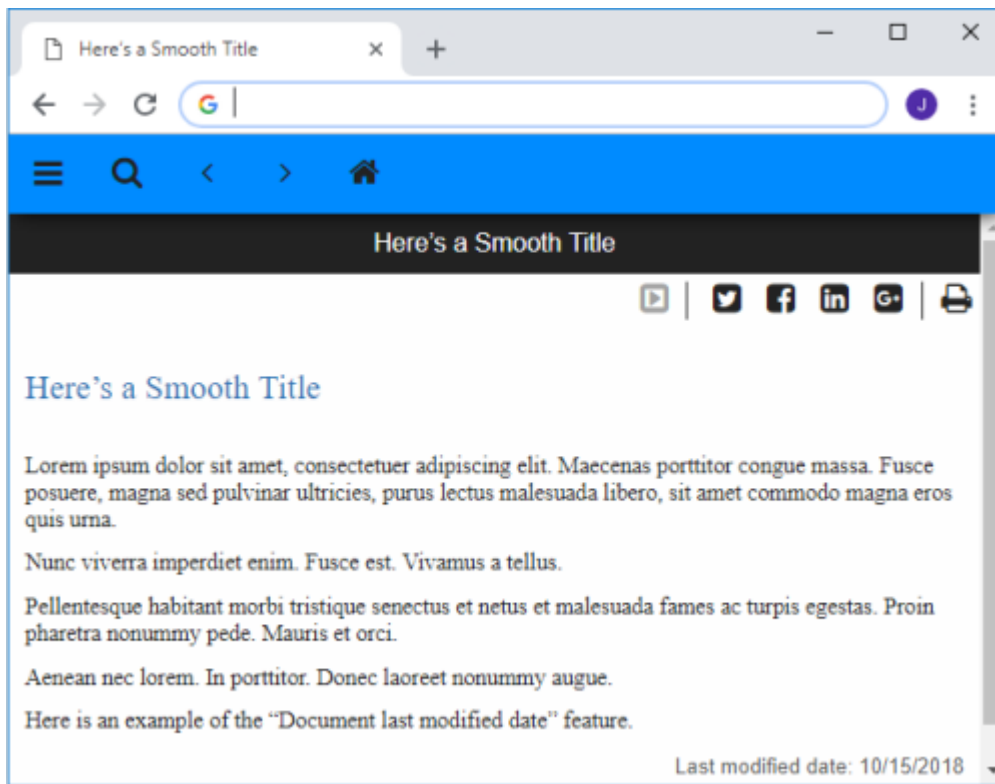 Here's a Smooth Title
G
J
Here's a Smooth Title
in
G+
Here's a Smooth Title
Lorem ipsum dolor sit amet, consectetuer adipiscing elit. Maecenas porttitor congue massa. Fusce
posuere, magna sed pulvinar ultricies, purus lectus malesuada libero, sit amet commodo magna eros
quis urna.
Nunc viverra imperdiet enim. Fusce est. Vivamus a tellus.
Pellentesque habitant morbi tristique senectus et netus et malesuada fames ac turpis egestas. Proin
pharetra nonummy pede. Mauris et orci.
Aenean nec lorem. In porttitor. Donec laoreet nonummy augue.
Here is an example of the “Document last modified date” feature.
Last modified date: 10/15/2018